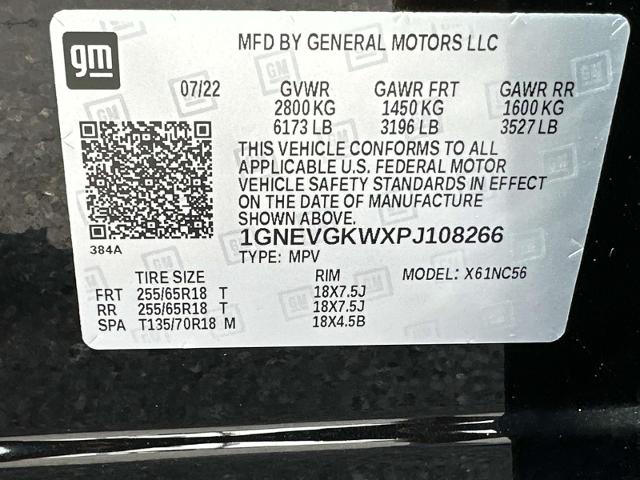 gm
MFD BY GENERAL MOTORS LLC
07/22 GVWR GAWR FRT GAWR RR
2800 KG 1450 KG 1600 KG
6173 LB 3196 LB 3527 LB
THIS VEHICLE CONFORMS TO ALL
APPLICABLE U.S. FEDERAL MOTOR
VEHICLE SAFETY STANDARDS IN EFFECT
ON THE DATE OF MANUFACTURE
SHOWN ABOVE.
1GNEVGKWXPJ108266
384A
TYPE: MPV
TIRE SIZE RIM MODEL: X61NC56
FRT 255/65R18 T 18X7.5J
RR 255/65R18 T 18X7.5J
SPA T135/70R18 M 18X4.5B